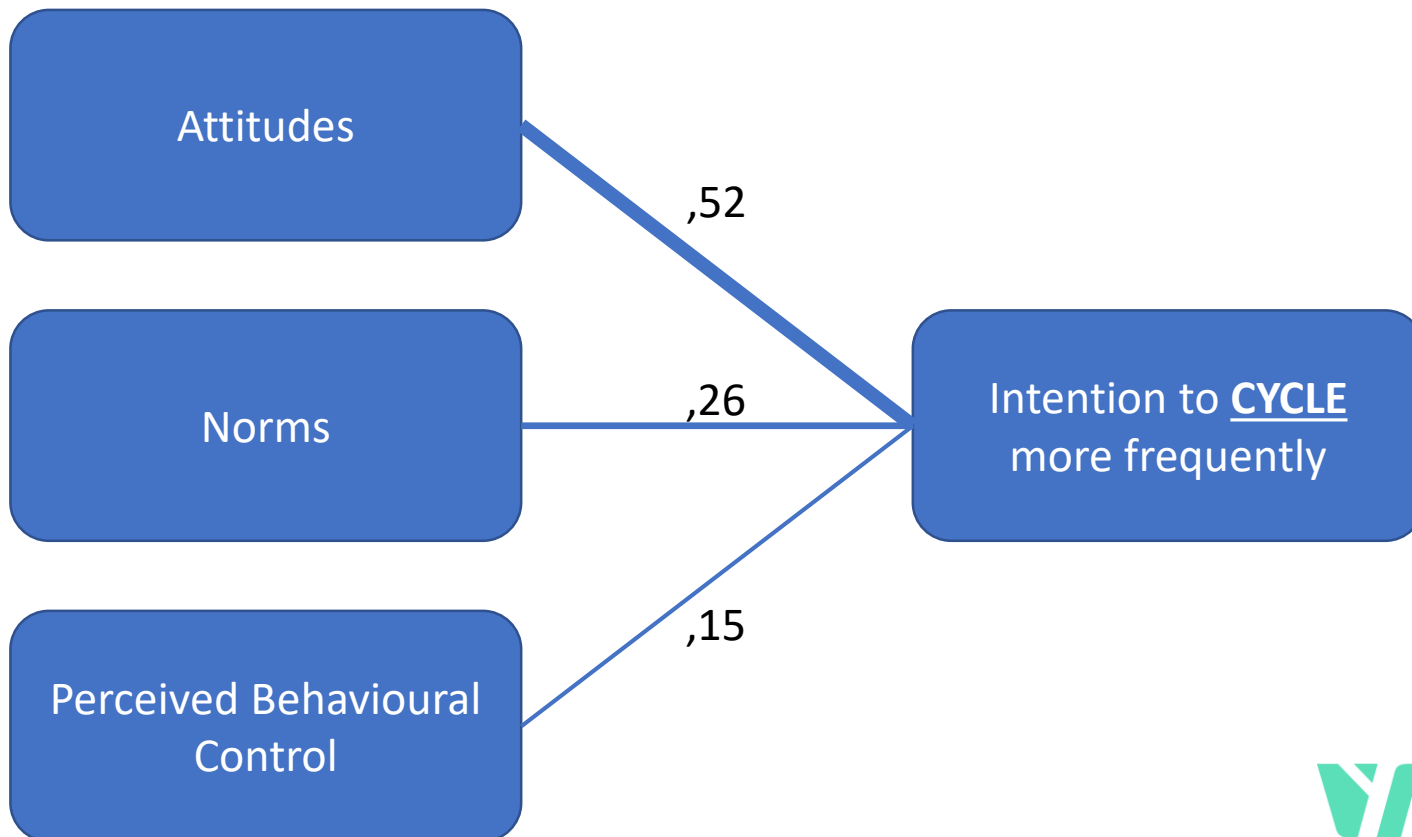 Attitudes
,52
Norms
,26
Intention to CYCLE
more frequently
,15
Perceived Behavioural
Control